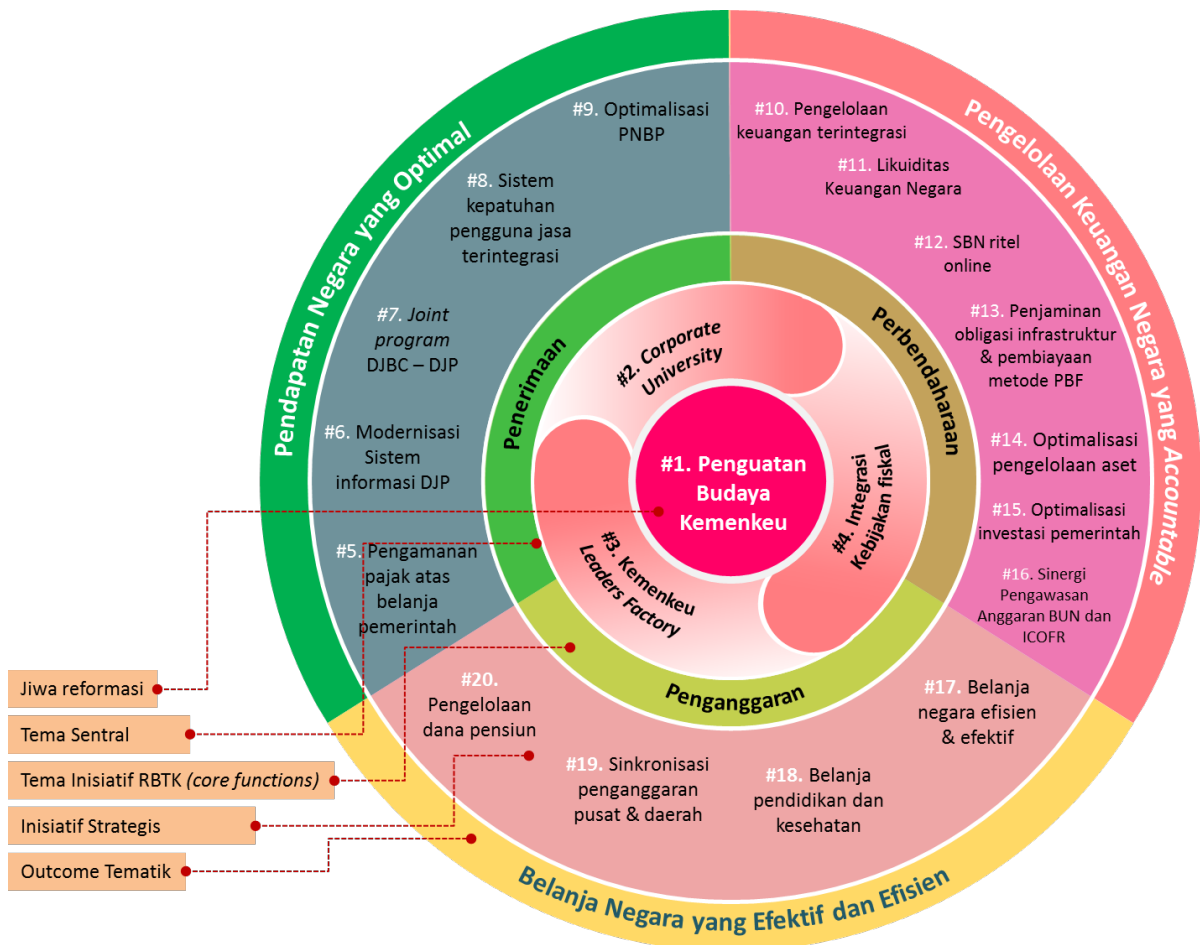 Pendapatan Negara yang Optimal
Pengelolaan Keuangan Negara yang Accountable
Belanja Negara yang Efektif dan Efisien
#9. Optimalisasi
PNBP
#8. Sistem
kepatuhan
pengguna jasa
terintegrasi
#7. Joint
program
DJBC – DJP
#6. Modernisasi
Sistem
informasi DJP
#5. Pengamanan
pajak atas
belanja
pemerintah
#10. Pengelolaan
keuangan terintegrasi
#11. Likuiditas
Keuangan Negara
#12. SBN ritel
online
#13. Penjaminan
obligasi infrastruktur
& pembiayaan
metode PBF
#14. Optimalisasi
pengelolaan aset
#15. Optimalisasi
investasi pemerintah
#16. Sinergi
Pengawasan
Anggaran BUN dan
ICOFR
#17. Belanja
negara efisien
& efektif
#18. Belanja
pendidikan dan
kesehatan
#19. Sinkronisasi
penganggaran
pusat & daerah
#20.
Pengelolaan
dana pensiun
Penerimaan
Perbendaharaan
Penganggaran
#2. Corporate
University
#4. Integrasi
Kebijakan fiskal
#3. Kemenkeu
Leaders Factory
#1. Penguatan
Budaya
Kemenkeu
Jiwa reformasi
Tema Sentral
Tema Inisiatif RBTK (core functions)
Inisiatif Strategis
Outcome Tematik